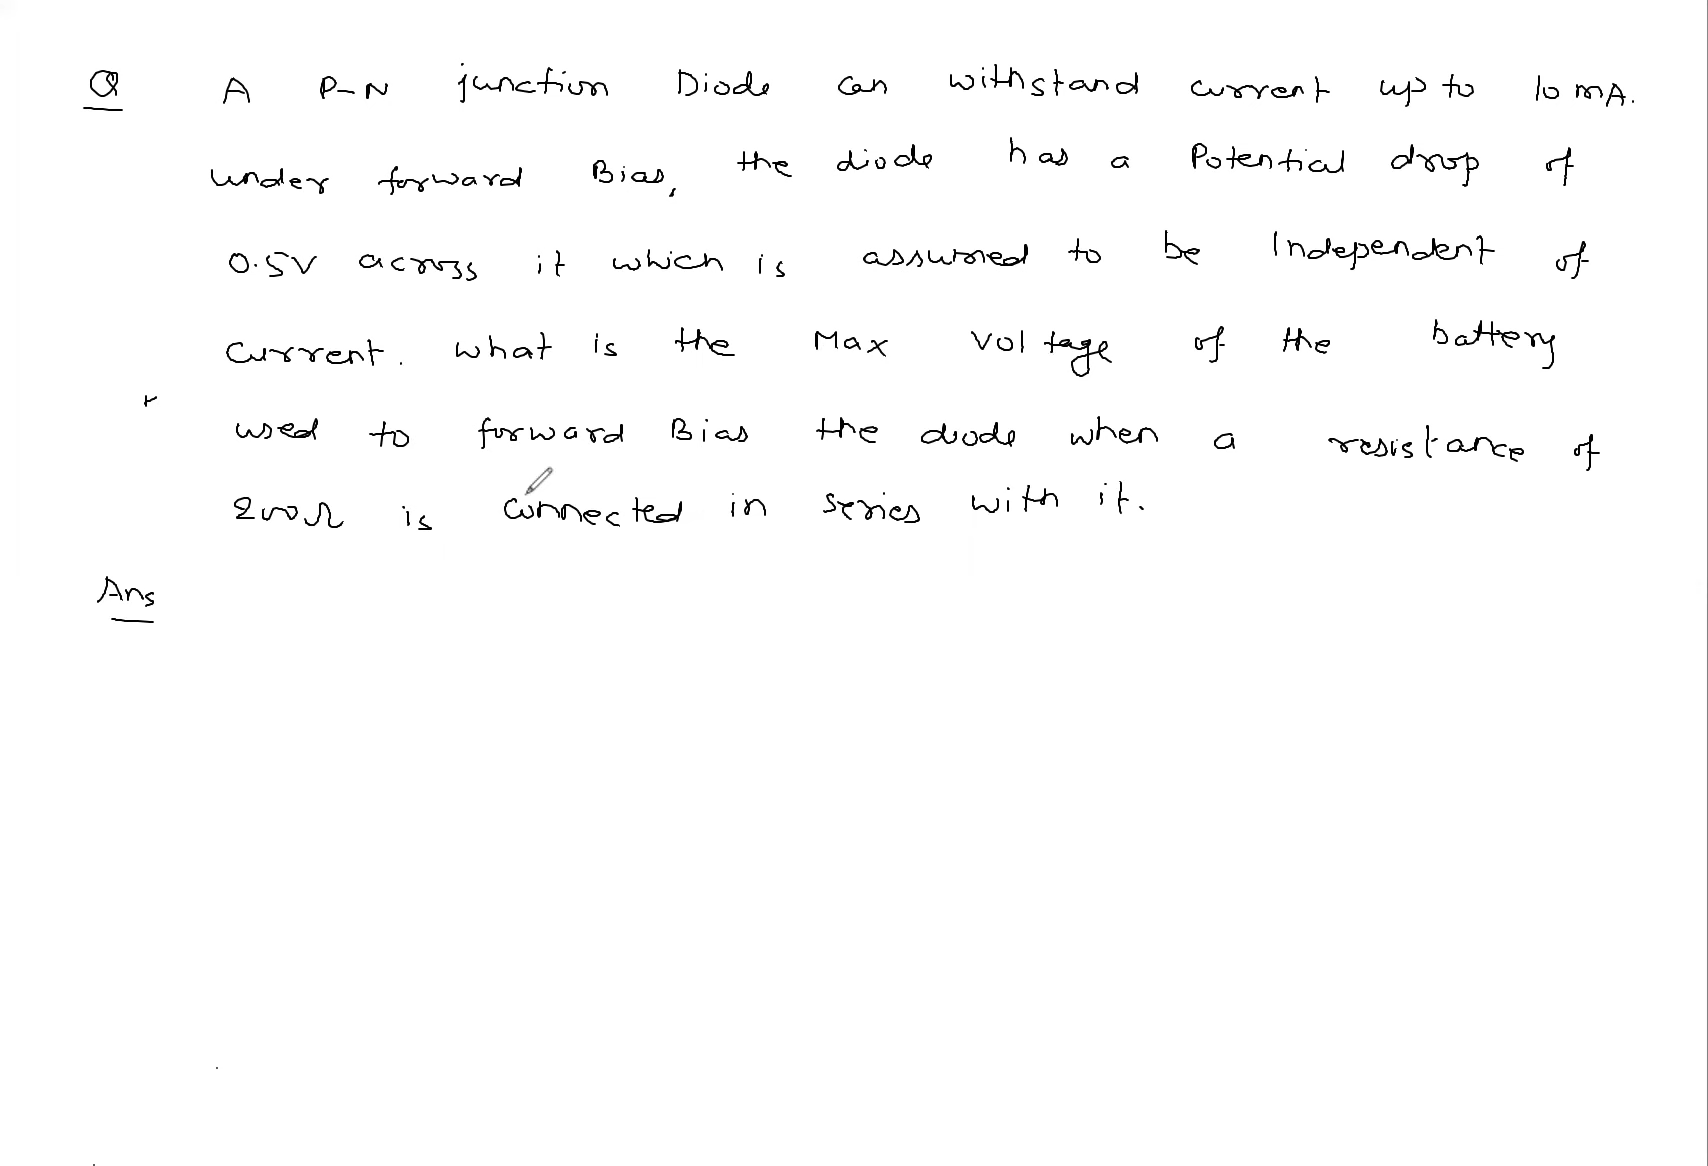 Q A P-N junction Diode can withstand current up to 10 mA.
under forward Bias, the diode has a Potential drop of
0.5V across it which is assumed to be Independent of
current. what is the Max voltage of the battery
used to forward Bias the diode when a resistance of
200Ω is connected in series with it.
Ans